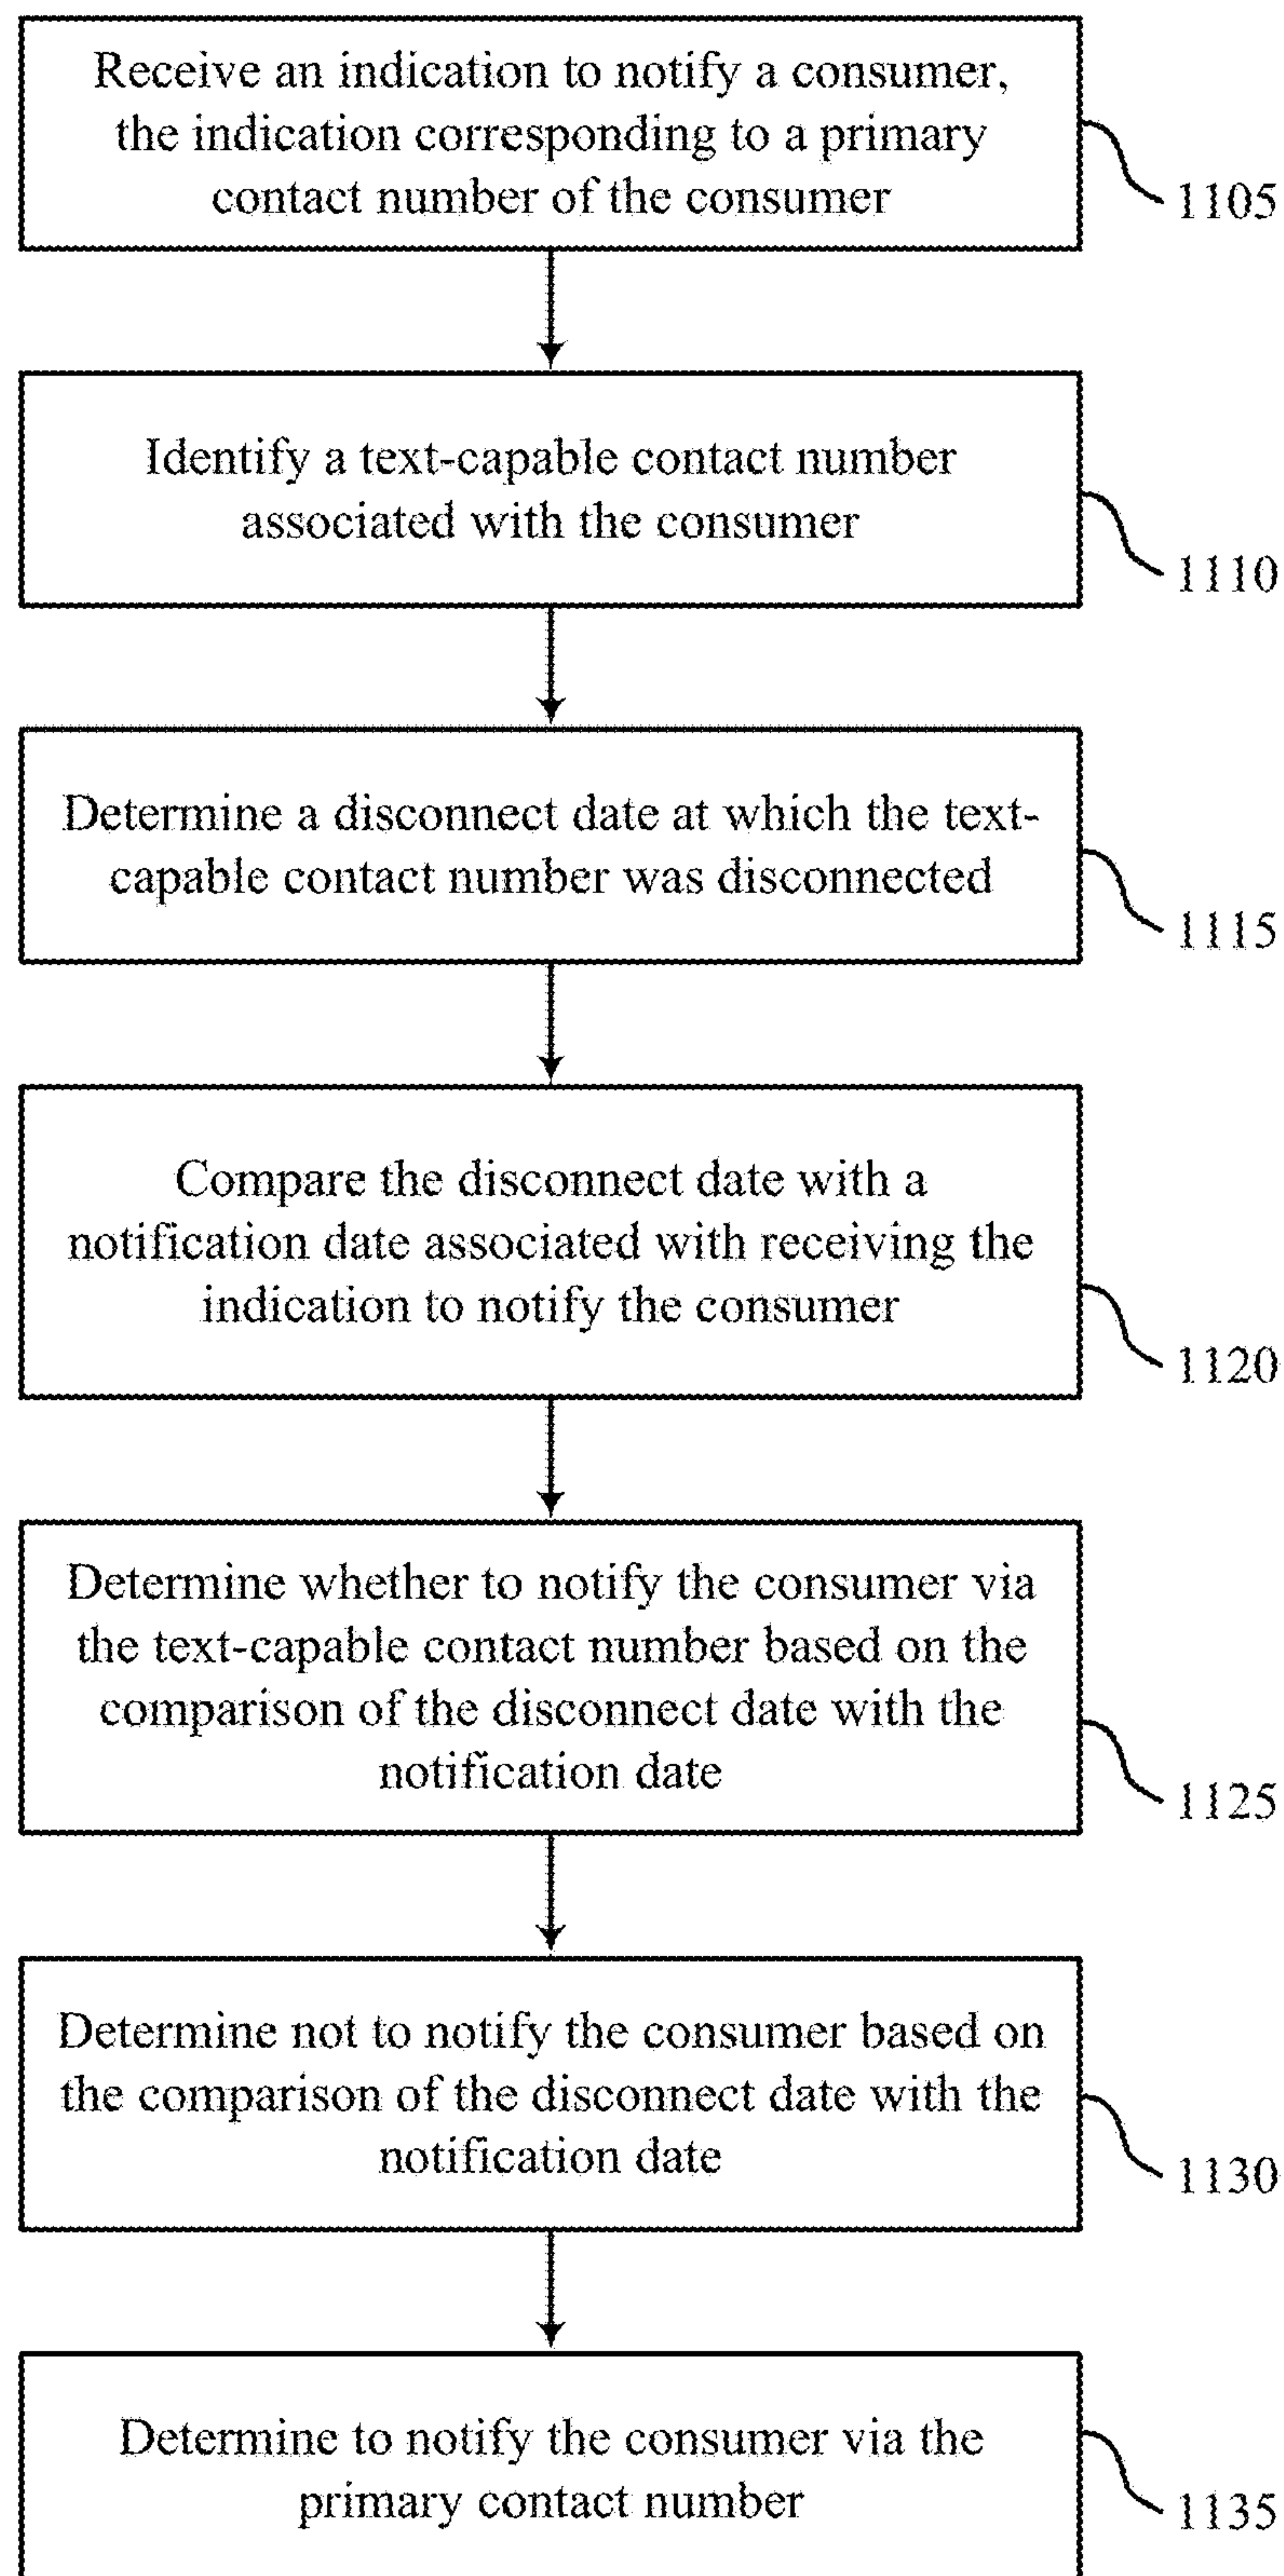 Receive an indication to notify a consumer,
the indication corresponding to a primary
contact number of the consumer
1105
Identify a text-capable contact number
associated with the consumer
1110
Determine a disconnect date at which the text-
capable contact number was disconnected
1115
Compare the disconnect date with a
notification date associated with receiving the
indication to notify the consumer
1120
Determine whether to notify the consumer via
the text-capable contact number based on the
comparison of the disconnect date with the
notification date
1125
Determine not to notify the consumer based on
the comparison of the disconnect date with the
notification date
1130
Determine to notify the consumer via the
primary contact number
1135